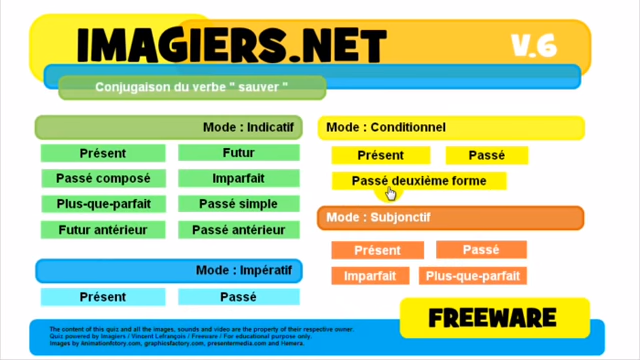 IMAGIERS.NET
V.6
Conjugaison du verbe " sauver "
Mode : Indicatif
Présent
Futur
Passé composé
Imparfait
Plus-que-parfait
Passé simple
Futur antérieur
Passé antérieur
Mode : Impératif
Présent
Passé
Mode : Conditionnel
Présent
Passé
Passé deuxième forme
Mode : Subjonctif
Présent
Passé
Imparfait
Plus-que-parfait
FREEWARE
The content of this quiz and all the images, sounds and video are the property of their respective owner.
Quiz powered by Imagiers / Vincent Lefrançois / Freeware / For educational purpose only.
Images by Animationfctory.com, graphicsfactory.com, presentermedia.com and Hemera.